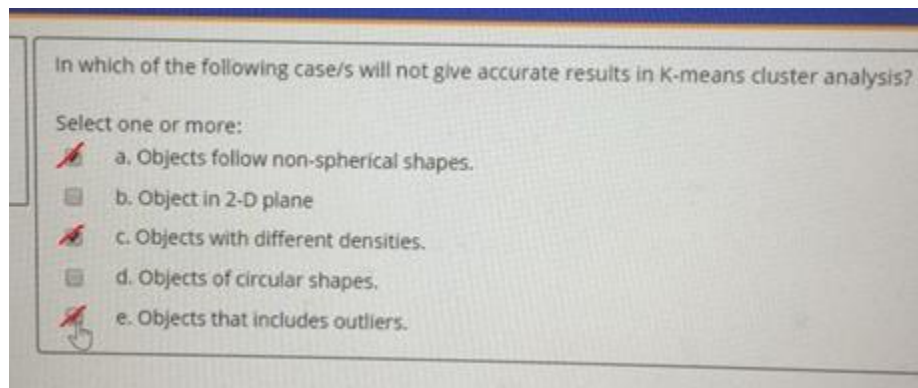 In which of the following case/s will not give accurate results in K-means cluster analysis?
Select one or more:
a. Objects follow non-spherical shapes.
b. Object in 2-D plane
c. Objects with different densities.
d. Objects of circular shapes.
e. Objects that includes outliers.